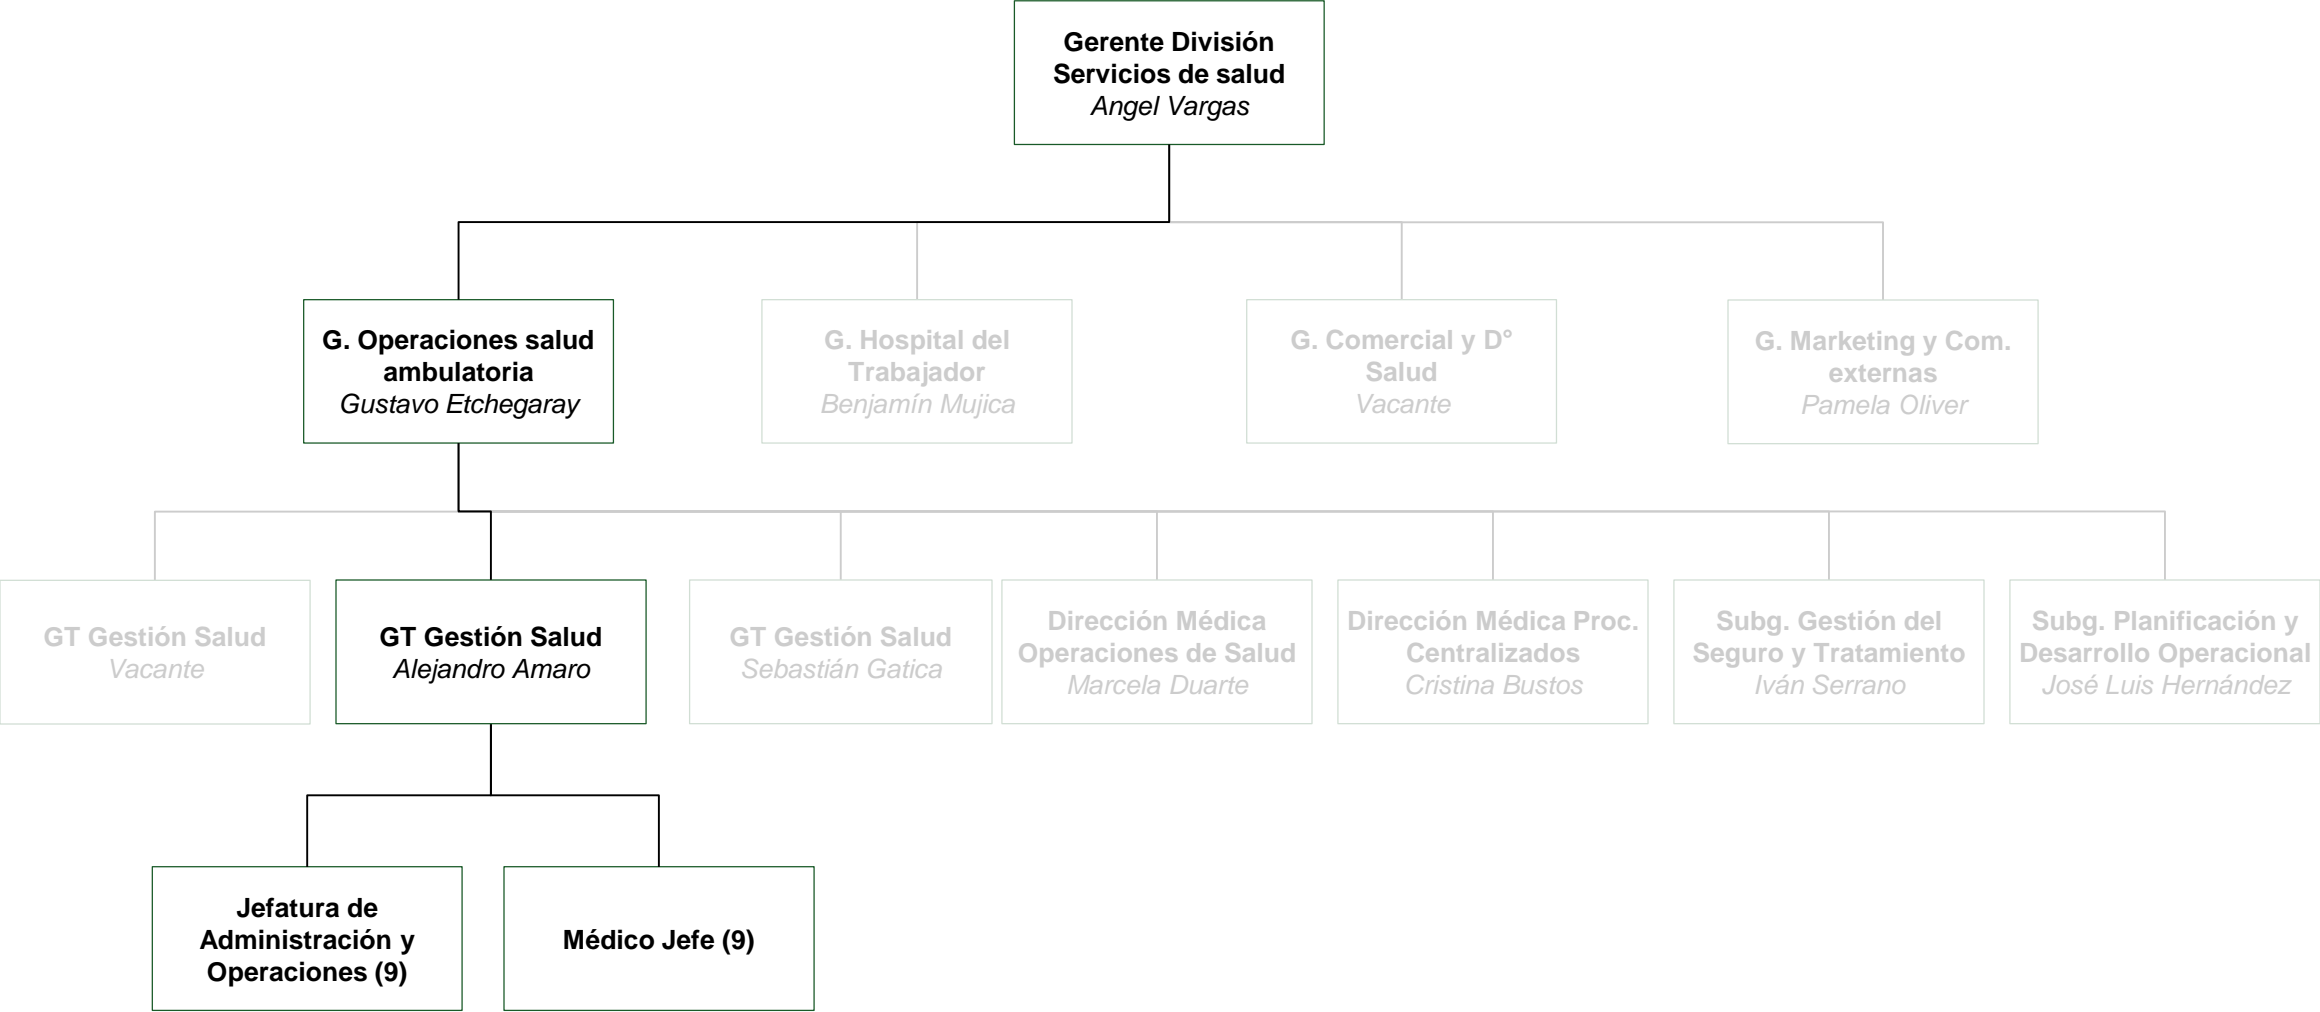 Gerente División
Servicios de salud
Angel Vargas
G. Operaciones salud
ambulatoria
Gustavo Etchegaray
G. Hospital del
Trabajador
Benjamín Mujica
G. Comercial y D°
Salud
Vacante
G. Marketing y Com.
externas
Pamela Oliver
GT Gestión Salud
Vacante
GT Gestión Salud
Alejandro Amaro
GT Gestión Salud
Sebastián Gatica
Dirección Médica
Operaciones de Salud
Marcela Duarte
Dirección Médica Proc.
Centralizados
Cristina Bustos
Subg. Gestión del
Seguro y Tratamiento
Iván Serrano
Subg. Planificación y
Desarrollo Operacional
José Luis Hernández
Jefatura de
Administración y
Operaciones (9)
Médico Jefe (9)